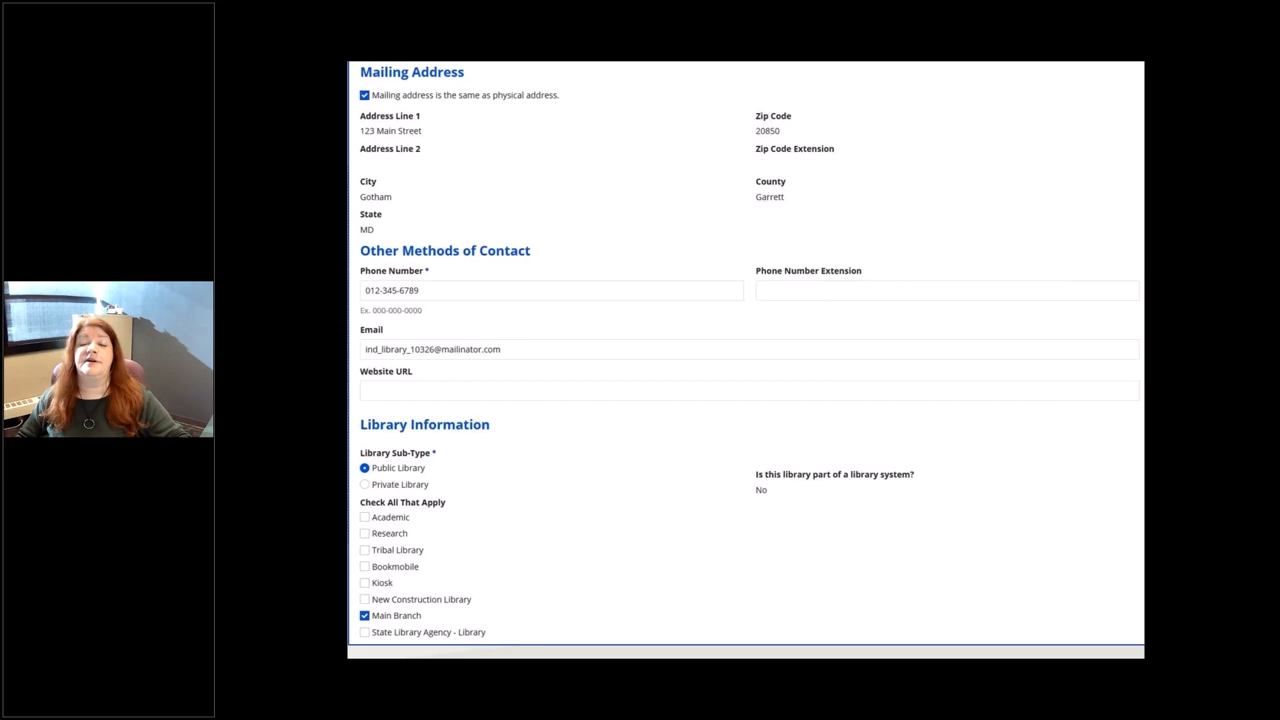 Mailing Address
Mailing address is the same as physical address.
Address Line 1
Zip Code
123 Main Street
20850
Address Line 2
Zip Code Extension
City
County
Gotham
Garrett
State
MD
Other Methods of Contact
Phone Number *
Phone Number Extension
012-345-6789
Ex. 000-000-0000
Email
ind_library_10326@mailinator.com
Website URL
Library Information
Library Sub-Type *
Public Library
Is this library part of a library system?
Private Library
No
Check All That Apply
Academic
Research
Tribal Library
Bookmobile
Kiosk
New Construction Library
Main Branch
State Library Agency - Library